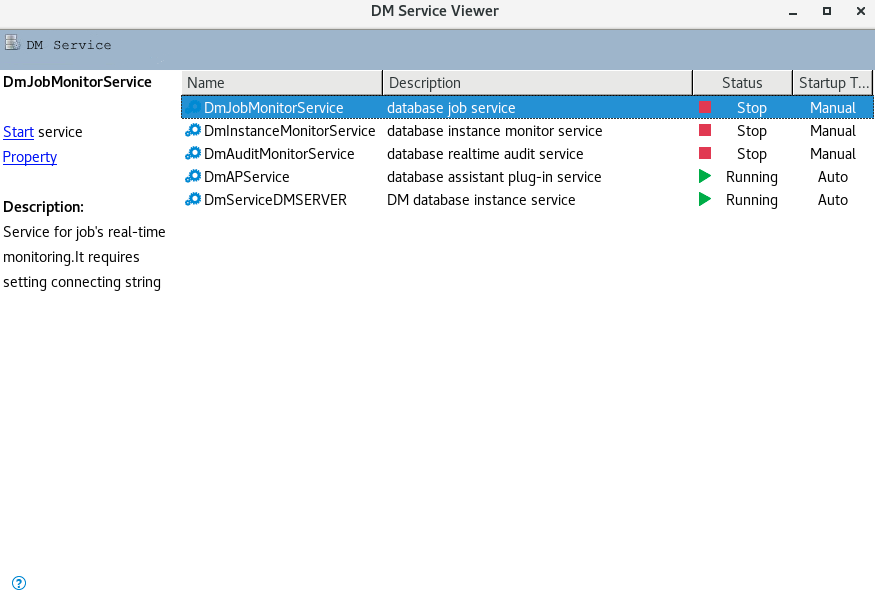 DM Service Viewer
DM Service
DmJobMonitorService
Start service
Property
Description:
Service for job's real-time
monitoring.It requires
setting connecting string
Name Description Status Startup T...
DmJobMonitorService database job service Stop Manual
DmInstanceMonitorService database instance monitor service Stop Manual
DmAuditMonitorService database realtime audit service Stop Manual
DmAPService database assistant plug-in service Running Auto
DmServiceDMSERVER DM database instance service Running Auto
?